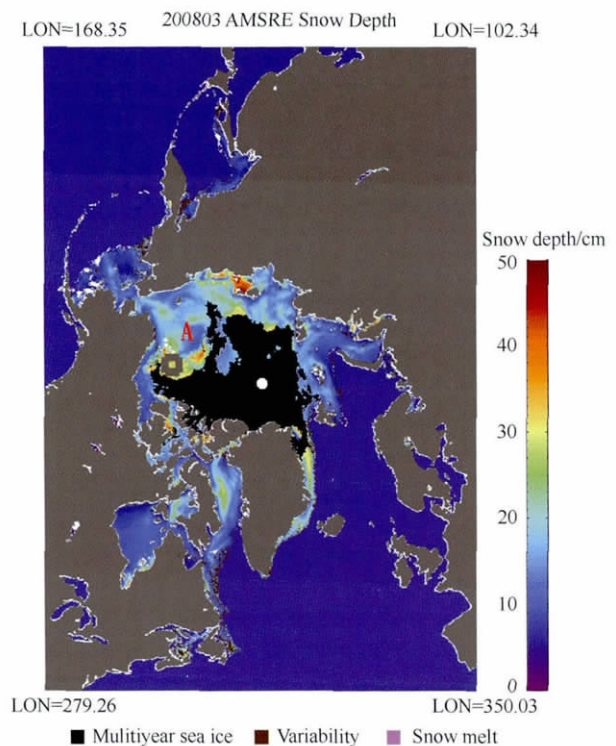 200803 AMSRE Snow Depth
LON=168.35
LON=102.34
A
Snow depth/cm
50
40
30
20
10
0
LON=279.26
LON=350.03
Mulitiyear sea ice
Variability
Snow melt